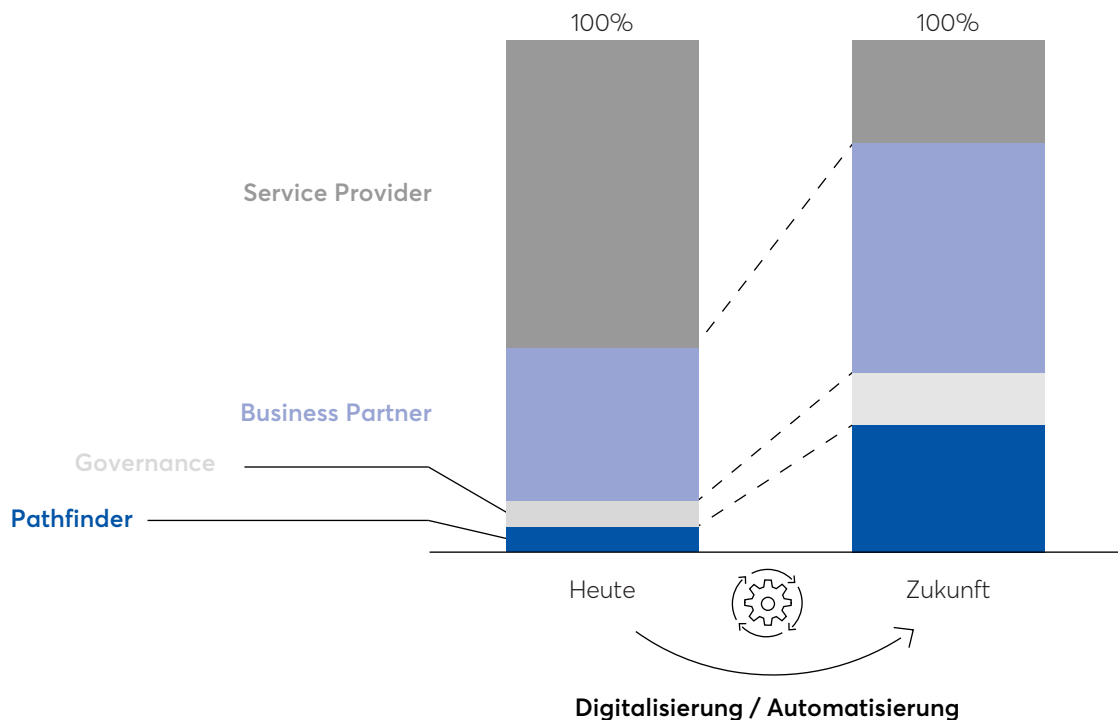 100%
100%
Service Provider
Business Partner
Governance
Pathfinder
Heute
Zukunft
Digitalisierung / Automatisierung